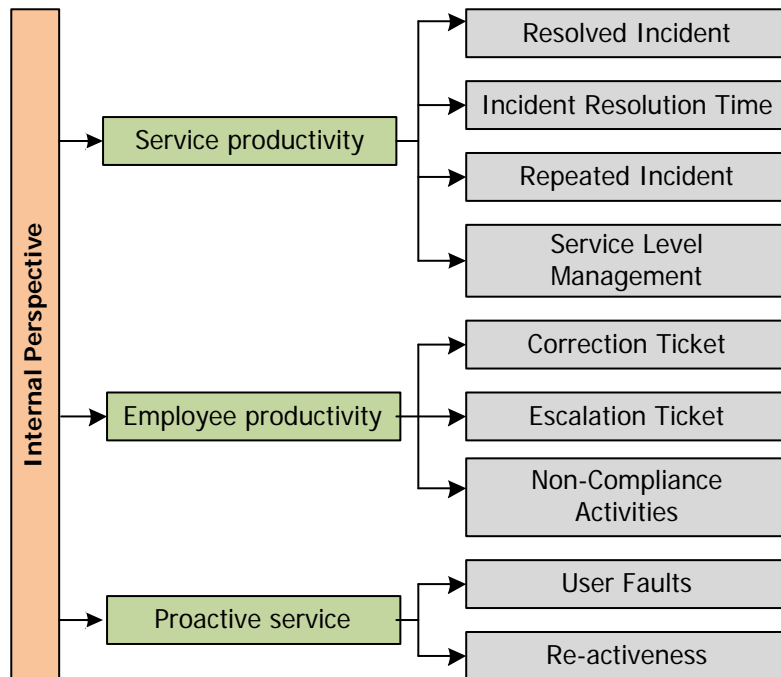 Internal Perspective
Service productivity
Resolved Incident
Incident Resolution Time
Repeated Incident
Service Level
Management
Employee productivity
Correction Ticket
Escalation Ticket
Non-Compliance
Activities
Proactive service
User Faults
Re-activeness